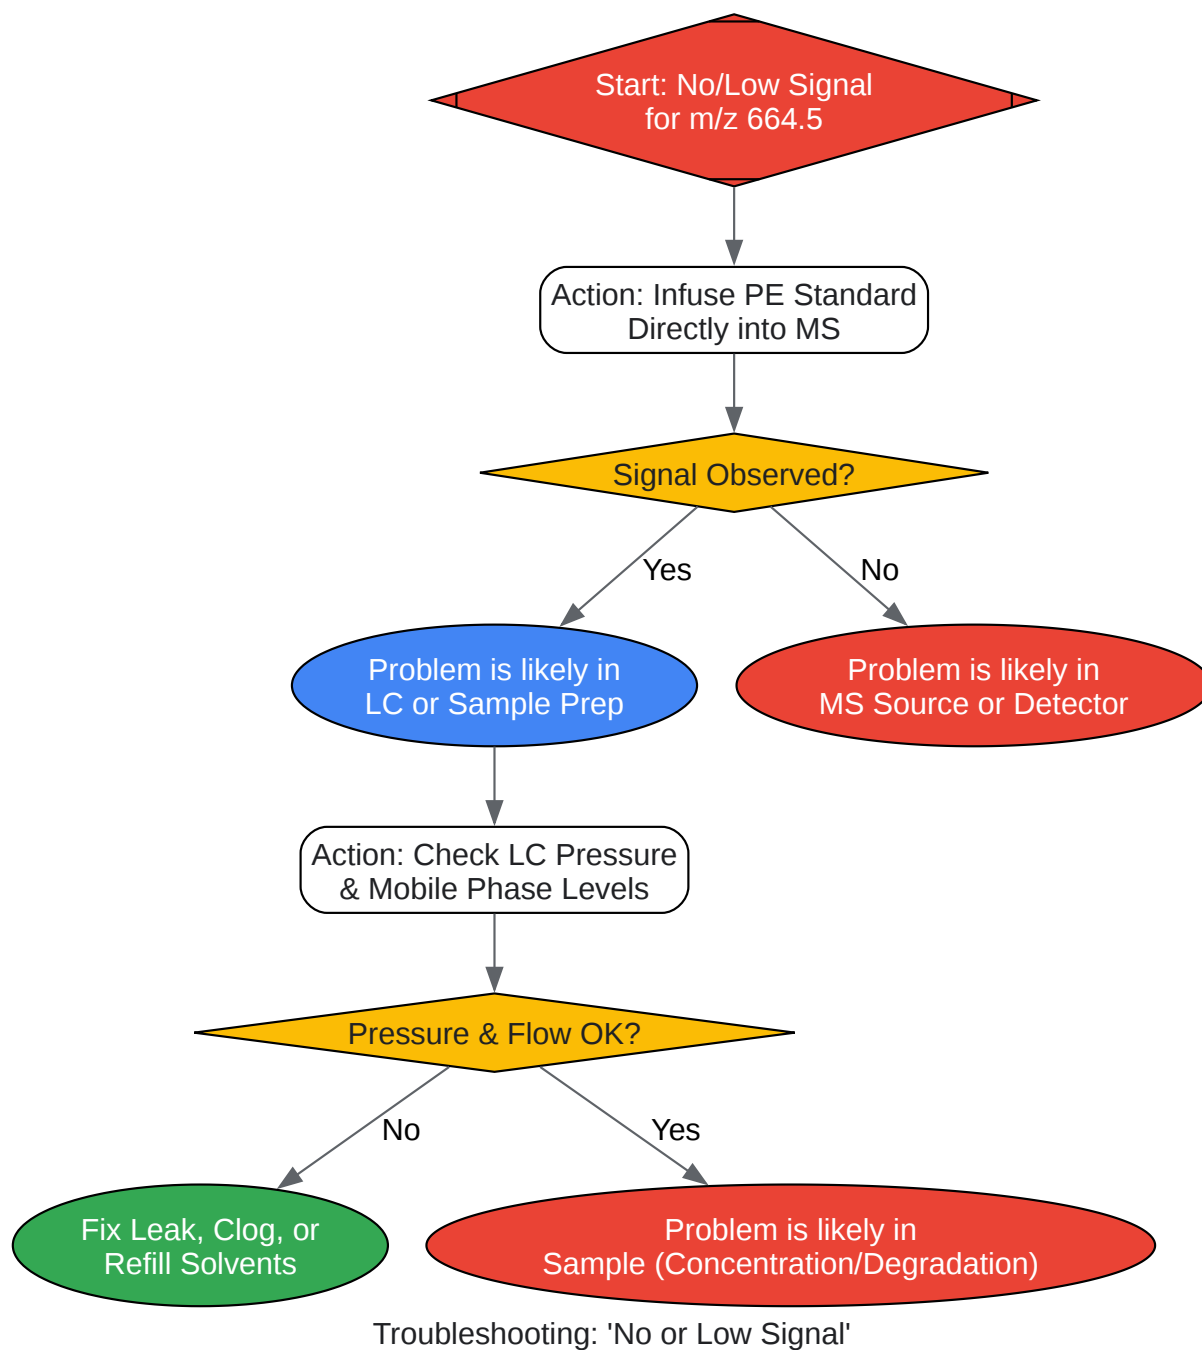 Start: No/Low Signal
for m/z 664.5
Action: Infuse PE Standard
Directly into MS
Signal Observed?
Yes
No
Problem is likely in
LC or Sample Prep
Problem is likely in
MS Source or Detector
Action: Check LC Pressure
& Mobile Phase Levels
Pressure & Flow OK?
No
Yes
Fix Leak, Clog, or
Refill Solvents
Problem is likely in
Sample (Concentration/Degradation)
Troubleshooting: 'No or Low Signal'